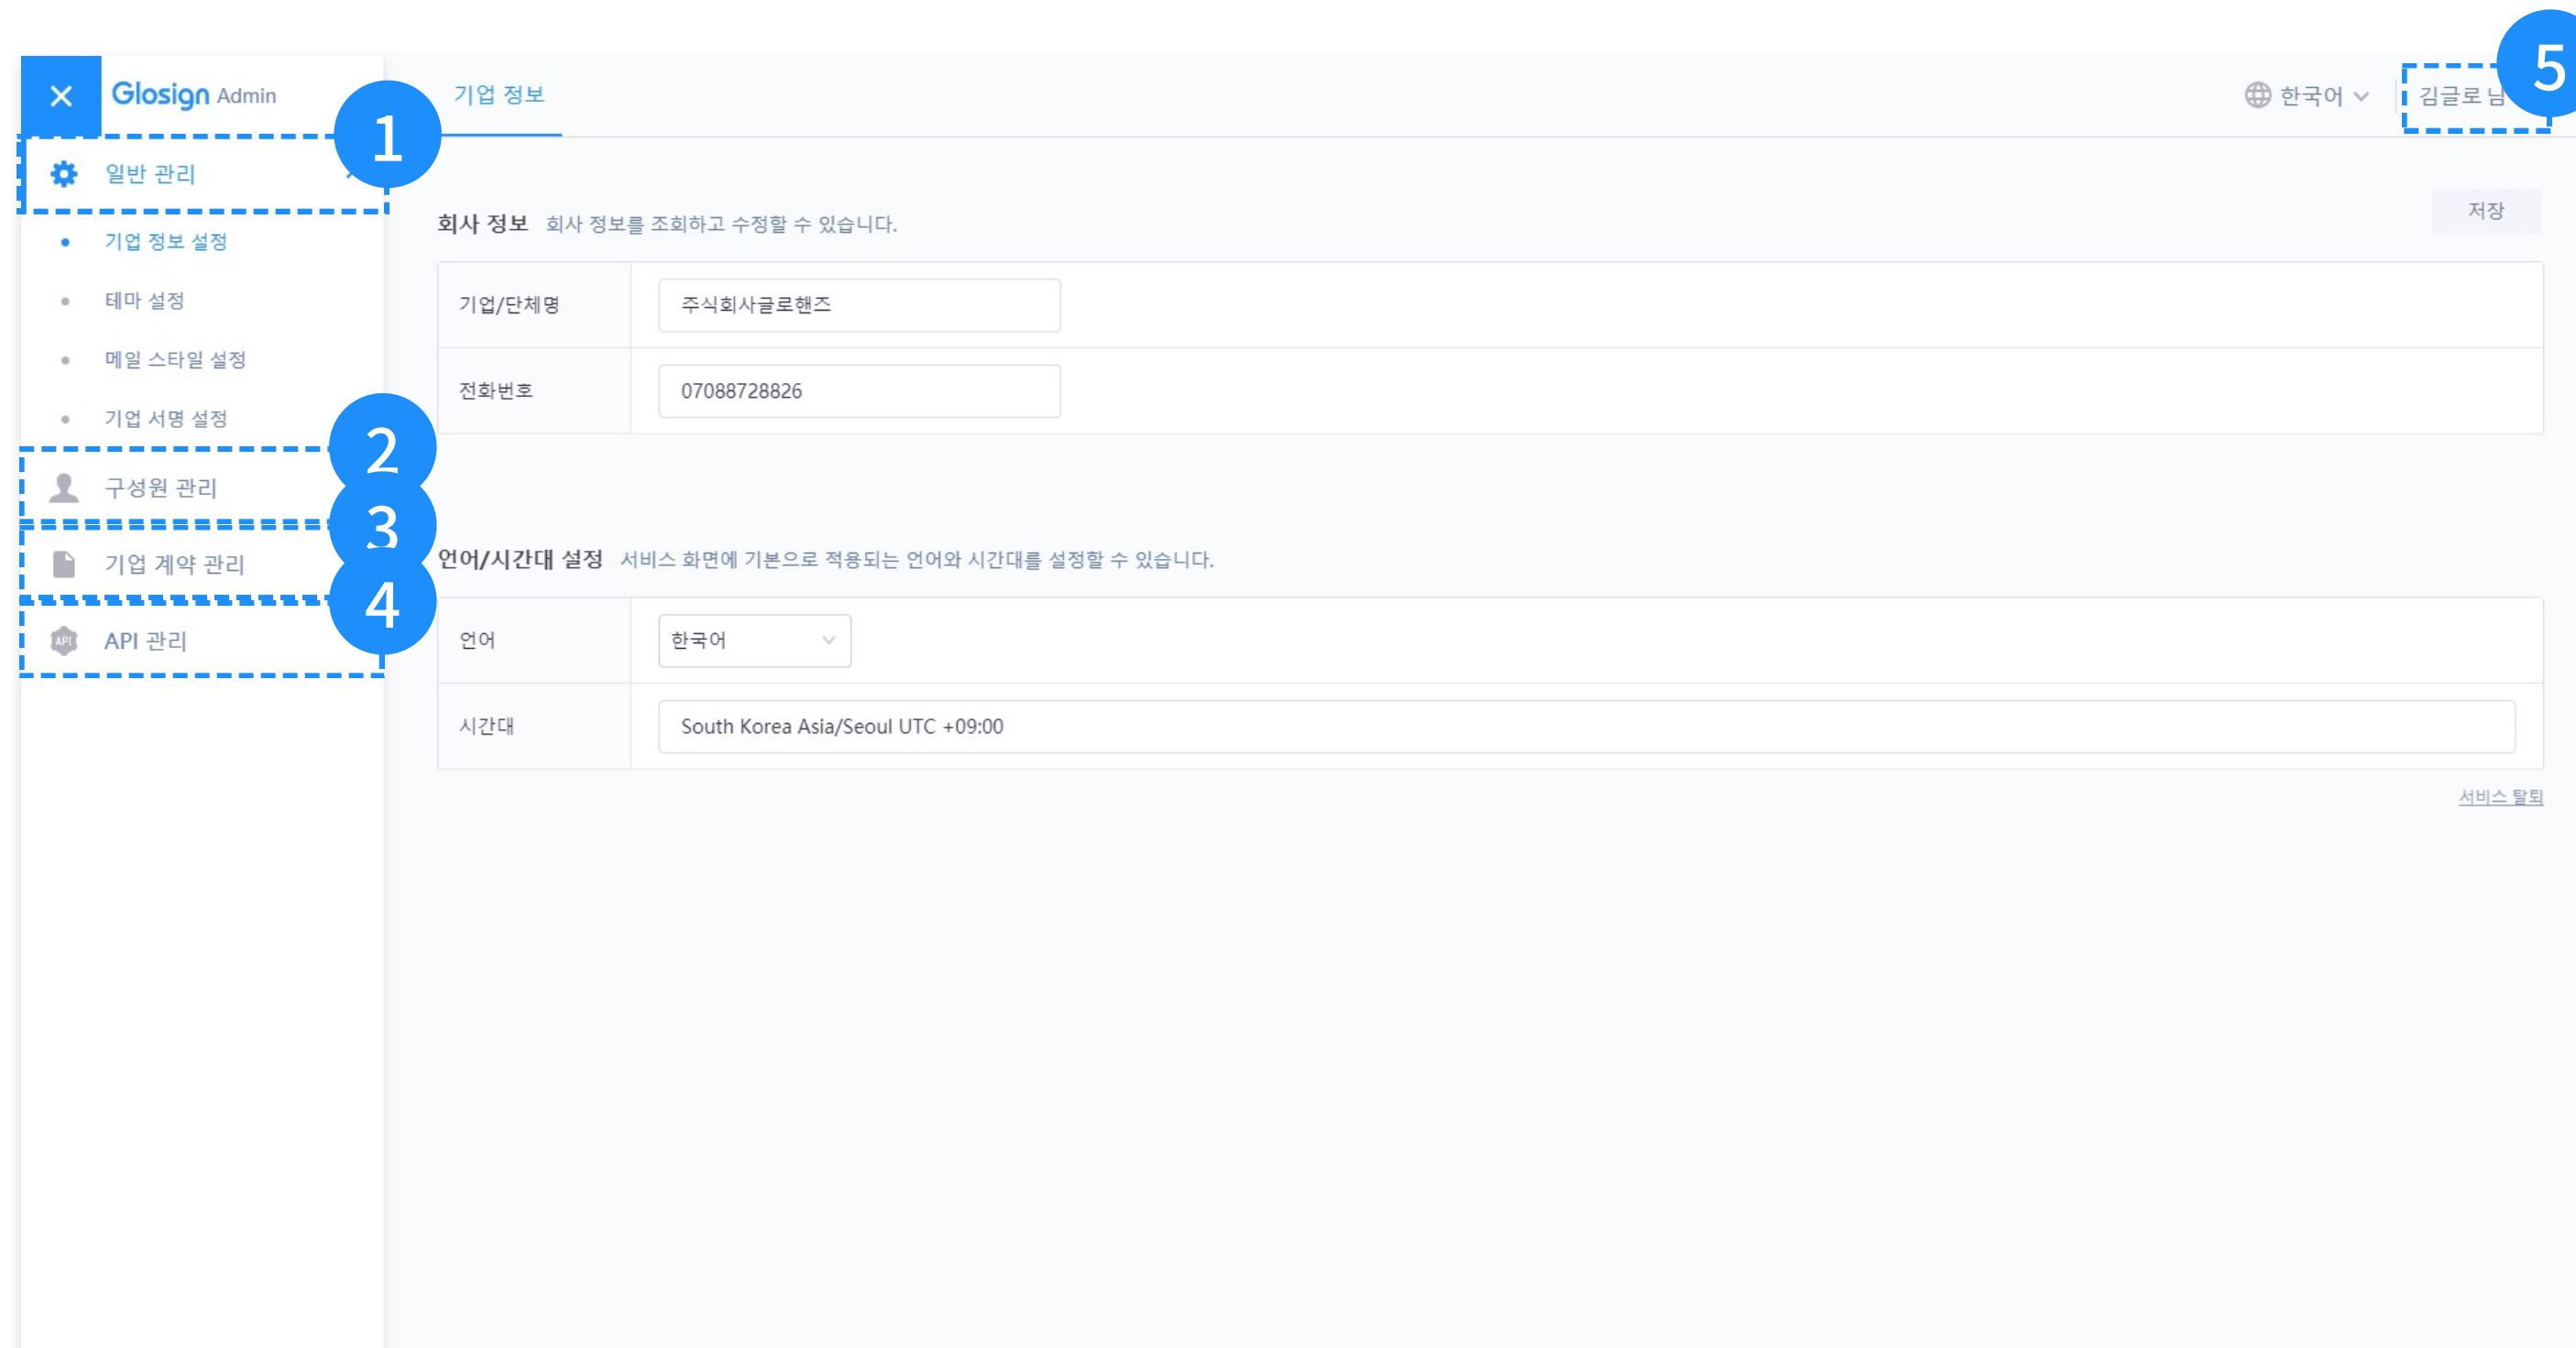 Glosign Admin
기업 정보
한국어
김글로 님
5
1
일반 관리
기업 정보 설정
테마 설정
메일 스타일 설정
기업 서명 설정
2
구성원 관리
3
기업 계약 관리
4
API 관리
회사 정보 회사 정보를 조회하고 수정할 수 있습니다.
저장
기업/단체명 주식회사글로핸즈
전화번호 07088728826
언어/시간대 설정 서비스 화면에 기본으로 적용되는 언어와 시간대를 설정할 수 있습니다.
언어 한국어
시간대 South Korea Asia/Seoul UTC +09:00
서비스 탈퇴